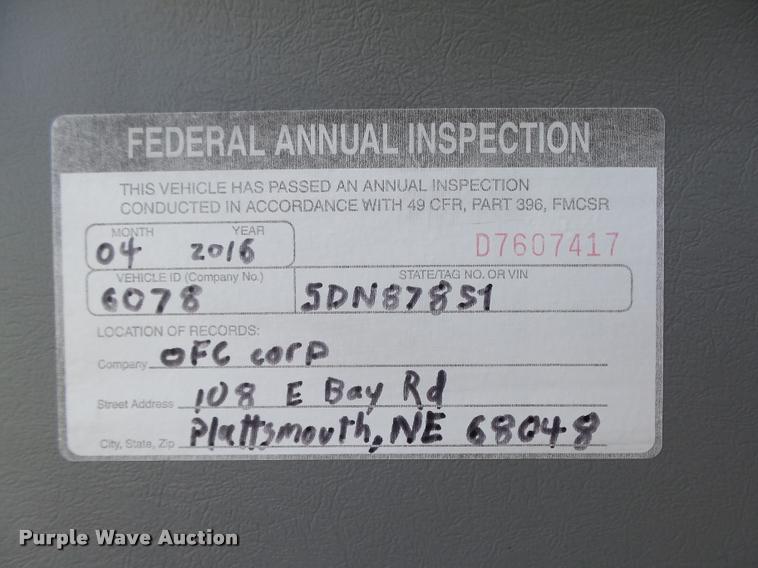 FEDERAL ANNUAL INSPECTION
THIS VEHICLE HAS PASSED AN ANNUAL INSPECTION
CONDUCTED IN ACCORDANCE WITH 49 CFR, PART 396, FMCSR
MONTH YEAR
04 2016
D7607417
VEHICLE ID (Company No.) STATE/TAG NO. OR VIN
6078 5DN87851
LOCATION OF RECORDS:
Company OFC corp
Street Address 108 E Bay Rd
City, State, Zip Plattsmouth, NE 68048
Purple Wave Auction